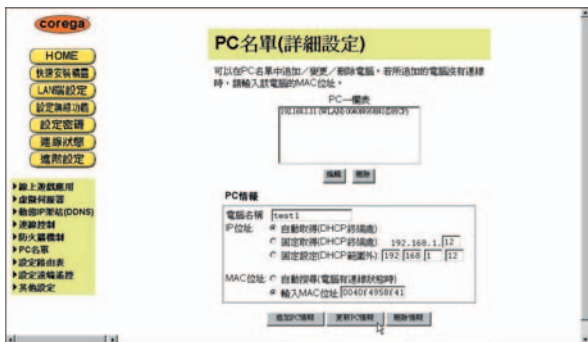 corega
HOME
快速安裝精靈
LAN端設定
設定無線功能
設定密碼
連線狀態
進階設定
線上遊戲應用
虛擬伺服器
動態IP架站(DDNS)
連線控制
防火牆機制
PC名單
設定路由表
設定遠端遙控
其他設定
PC名單(詳細設定)
可以在PC名單中追加／變更／刪除電腦。若所追加的電腦沒有連線
時，請輸入該電腦的MAC位址。
PC一欄表
編輯 刪除
PC情報
電腦名稱 test1
IP位址: 自動取得(DHCP終端處)
固定取得(DHCP終端處) 192.168.1. 12
固定設定(DHCP範圍外): 192 168 1 12
MAC位址: 自動搜尋(電腦有連線狀態時)
輸入MAC位址 0040f4958f41
追加PC情報 更新PC情報 刪除情報